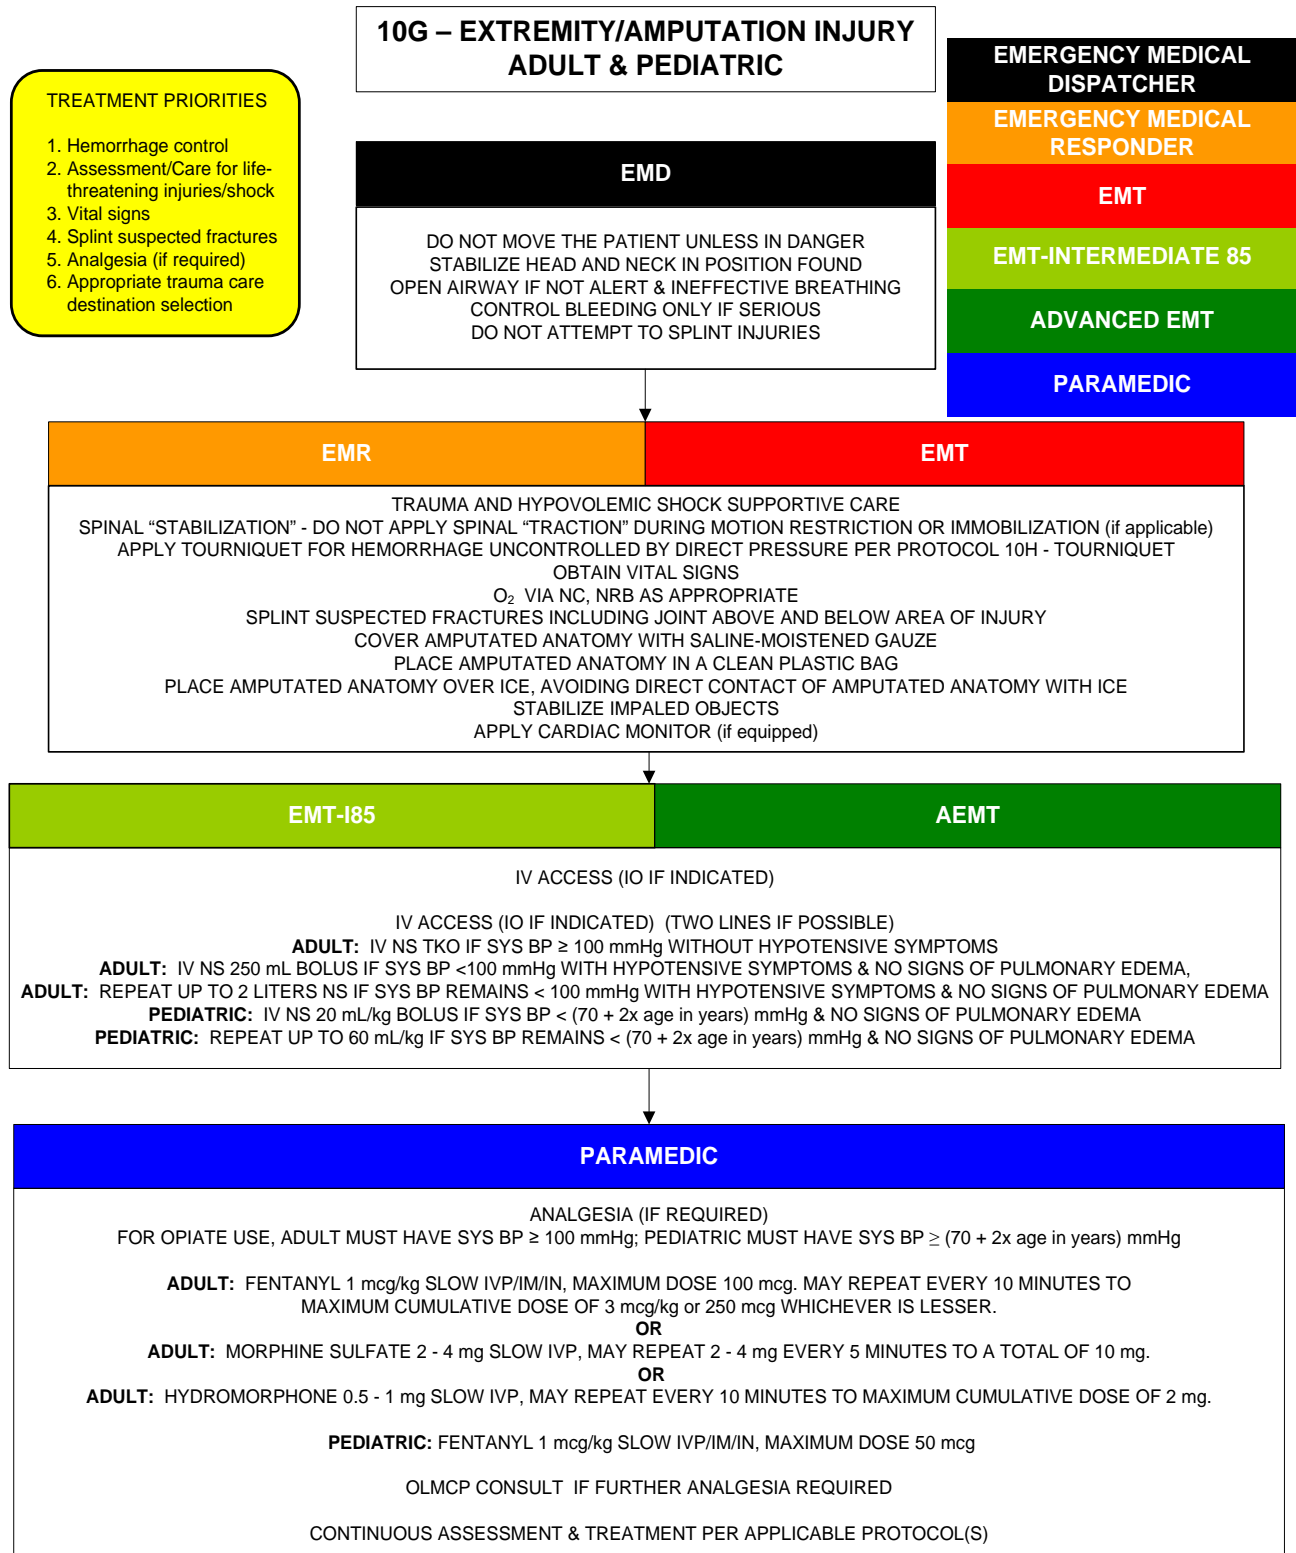 10G – EXTREMITY/AMPUTATION INJURY
ADULT & PEDIATRIC
TREATMENT PRIORITIES
1. Hemorrhage control
2. Assessment/Care for life-
threatening injuries/shock
3. Vital signs
4. Splint suspected fractures
5. Analgesia (if required)
6. Appropriate trauma care
destination selection
EMERGENCY MEDICAL
DISPATCHER
EMERGENCY MEDICAL
RESPONDER
EMT
EMT-INTERMEDIATE 85
ADVANCED EMT
PARAMEDIC
EMD
DO NOT MOVE THE PATIENT UNLESS IN DANGER
STABILIZE HEAD AND NECK IN POSITION FOUND
OPEN AIRWAY IF NOT ALERT & INEFFECTIVE BREATHING
CONTROL BLEEDING ONLY IF SERIOUS
DO NOT ATTEMPT TO SPLINT INJURIES
EMR
EMT
TRAUMA AND HYPOVOLEMIC SHOCK SUPPORTIVE CARE
SPINAL “STABILIZATION” - DO NOT APPLY SPINAL “TRACTION” DURING MOTION RESTRICTION OR IMMOBILIZATION (if applicable)
APPLY TOURNIQUET FOR HEMORRHAGE UNCONTROLLED BY DIRECT PRESSURE PER PROTOCOL 10H - TOURNIQUET
OBTAIN VITAL SIGNS
O₂ VIA NC, NRB AS APPROPRIATE
SPLINT SUSPECTED FRACTURES INCLUDING JOINT ABOVE AND BELOW AREA OF INJURY
COVER AMPUTATED ANATOMY WITH SALINE-MOISTENED GAUZE
PLACE AMPUTATED ANATOMY IN A CLEAN PLASTIC BAG
PLACE AMPUTATED ANATOMY OVER ICE, AVOIDING DIRECT CONTACT OF AMPUTATED ANATOMY WITH ICE
STABILIZE IMPALED OBJECTS
APPLY CARDIAC MONITOR (if equipped)
EMT-I85
AEMT
IV ACCESS (IO IF INDICATED)
IV ACCESS (IO IF INDICATED) (TWO LINES IF POSSIBLE)
ADULT: IV NS TKO IF SYS BP ≥ 100 mmHg WITHOUT HYPOTENSIVE SYMPTOMS
ADULT: IV NS 250 mL BOLUS IF SYS BP <100 mmHg WITH HYPOTENSIVE SYMPTOMS & NO SIGNS OF PULMONARY EDEMA,
ADULT: REPEAT UP TO 2 LITERS NS IF SYS BP REMAINS < 100 mmHg WITH HYPOTENSIVE SYMPTOMS & NO SIGNS OF PULMONARY EDEMA
PEDIATRIC: IV NS 20 mL/kg BOLUS IF SYS BP < (70 + 2x age in years) mmHg & NO SIGNS OF PULMONARY EDEMA
PEDIATRIC: REPEAT UP TO 60 mL/kg IF SYS BP REMAINS < (70 + 2x age in years) mmHg & NO SIGNS OF PULMONARY EDEMA
PARAMEDIC
ANALGESIA (IF REQUIRED)
FOR OPIATE USE, ADULT MUST HAVE SYS BP ≥ 100 mmHg; PEDIATRIC MUST HAVE SYS BP ≥ (70 + 2x age in years) mmHg
ADULT: FENTANYL 1 mcg/kg SLOW IVP/IM/IN, MAXIMUM DOSE 100 mcg. MAY REPEAT EVERY 10 MINUTES TO
MAXIMUM CUMULATIVE DOSE OF 3 mcg/kg or 250 mcg WHICHEVER IS LESSER.
OR
ADULT: MORPHINE SULFATE 2 - 4 mg SLOW IVP, MAY REPEAT 2 - 4 mg EVERY 5 MINUTES TO A TOTAL OF 10 mg.
OR
ADULT: HYDROMORPHONE 0.5 - 1 mg SLOW IVP, MAY REPEAT EVERY 10 MINUTES TO MAXIMUM CUMULATIVE DOSE OF 2 mg.
PEDIATRIC: FENTANYL 1 mcg/kg SLOW IVP/IM/IN, MAXIMUM DOSE 50 mcg
OLMCP CONSULT IF FURTHER ANALGESIA REQUIRED
CONTINUOUS ASSESSMENT & TREATMENT PER APPLICABLE PROTOCOL(S)